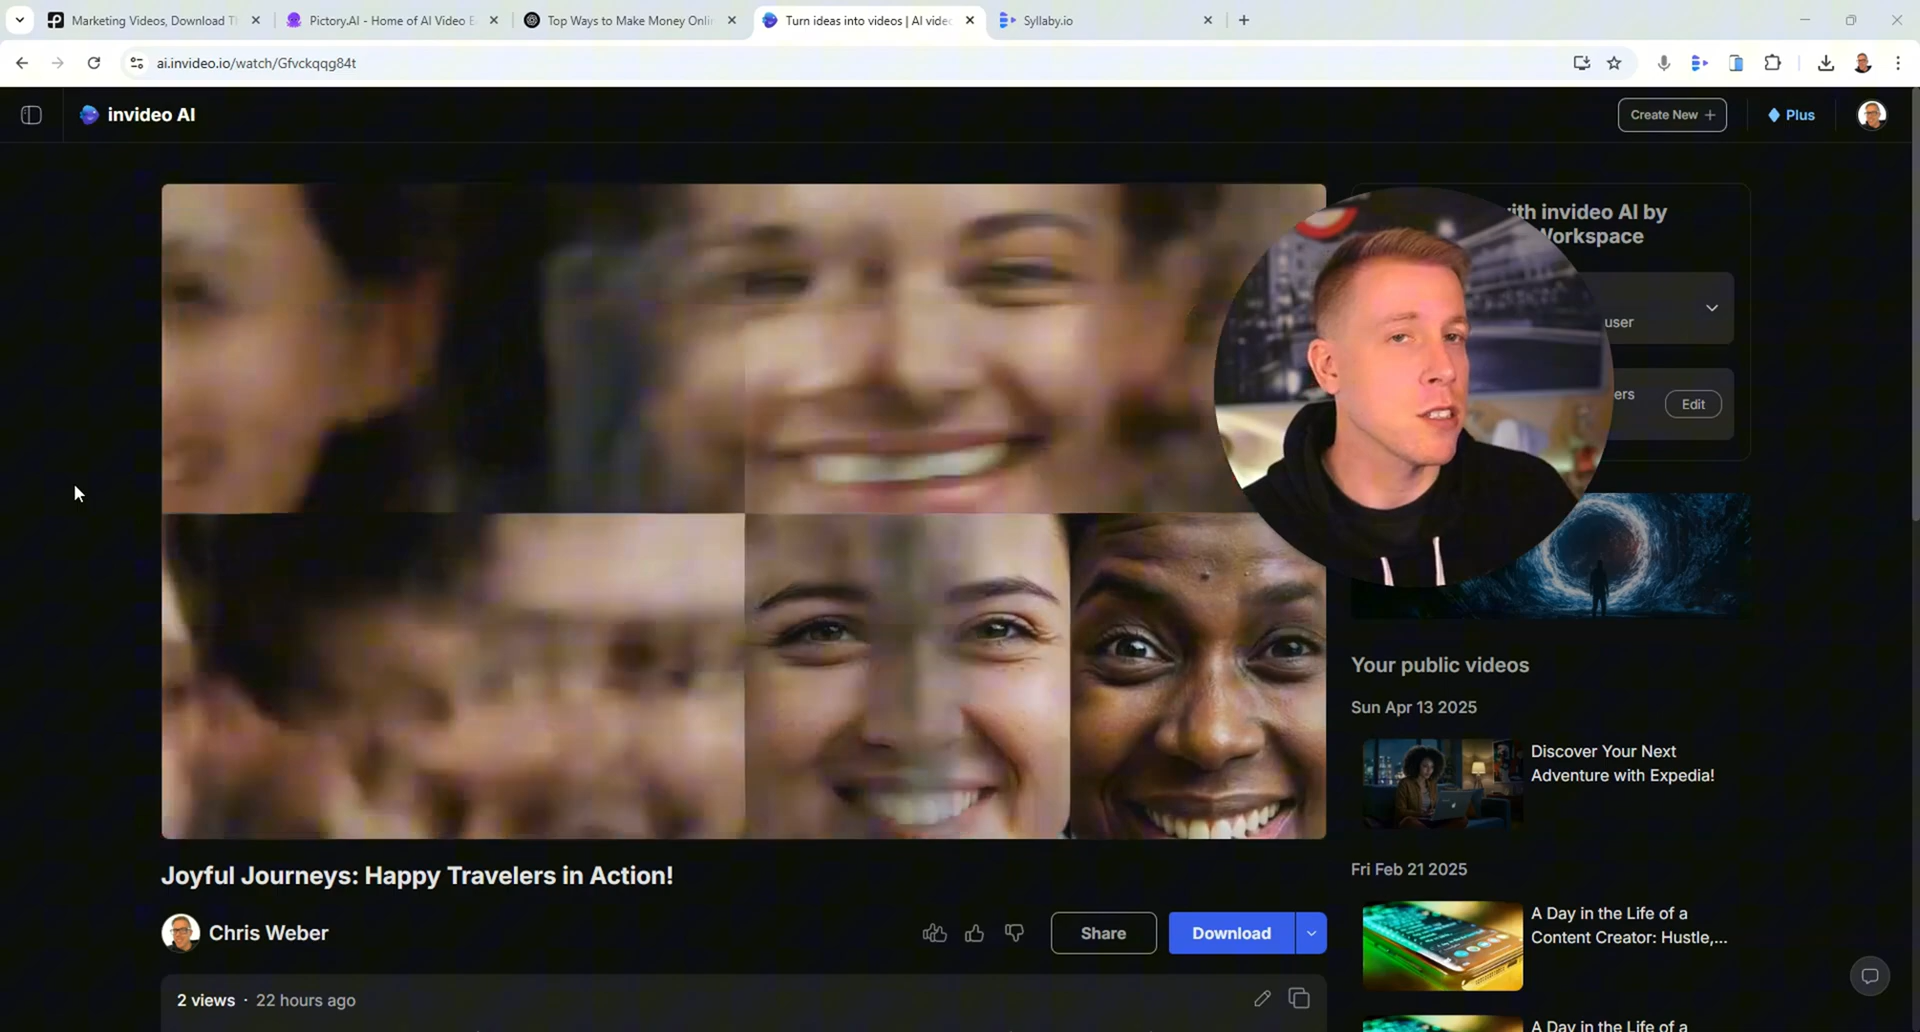 Marketing Videos, Download T
Pictory.AI - Home of AI Video E
Top Ways to Make Money Onli
Turn ideas into videos | AI video
Syllaby.io
ai.invideo.io/watch/Gfvckqqg84t
invideo AI
Create New +
Plus
ith invideo AI by
Workspace
user
ers
Edit
Your public videos
Sun Apr 13 2025
Discover Your Next
Adventure with Expedia!
Fri Feb 21 2025
A Day in the Life of a
Content Creator: Hustle,...
A Day in the Life of a
Joyful Journeys: Happy Travelers in Action!
Chris Weber
Share
Download
2 views · 22 hours ago